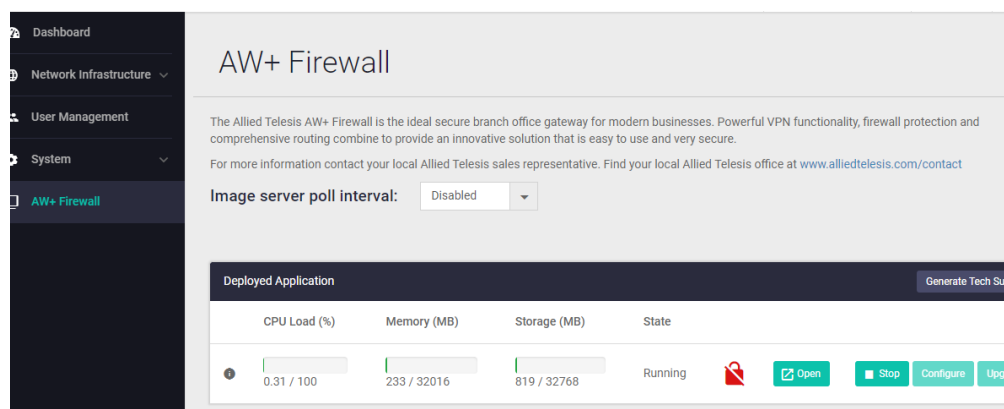 Dashboard
Network Infrastructure
User Management
System
AW+ Firewall
AW+ Firewall
The Allied Telesis AW+ Firewall is the ideal secure branch office gateway for modern businesses. Powerful VPN functionality, firewall protection and
comprehensive routing combine to provide an innovative solution that is easy to use and very secure.
For more information contact your local Allied Telesis sales representative. Find your local Allied Telesis office at www.alliedtelesis.com/contact
Image server poll interval: Disabled
Deployed Application Generate Tech Su
CPU Load (%) Memory (MB) Storage (MB) State
0.31 / 100 233 / 32016 819 / 32768 Running Open Stop Configure Upg